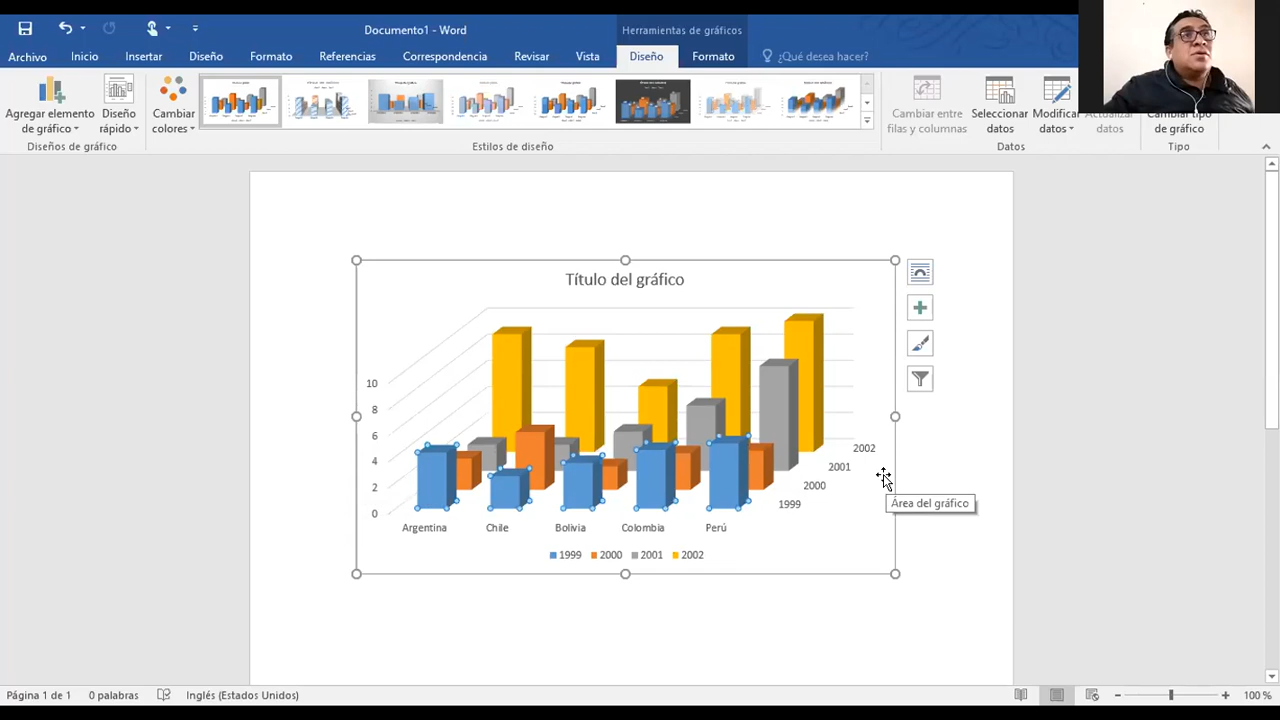 Documento1 - Word
Herramientas de gráficos
Archivo
Inicio
Insertar
Diseño
Formato
Referencias
Correspondencia
Revisar
Vista
Diseño
Formato
¿Qué desea hacer?
Agregar elemento
de gráfico
Diseño
rápido
Cambiar
colores
Cambiar entre
filas y columnas
Seleccionar
datos
Modificar
datos
Actualizar
datos
Cambiar tipo
de gráfico
Diseños de gráfico
Estilos de diseño
Datos
Tipo
Título del gráfico
10
8
6
4
2
0
2002
2001
2000
1999
Argentina
Chile
Bolivia
Colombia
Perú
1999
2000
2001
2002
Área del gráfico
Página 1 de 1
0 palabras
Inglés (Estados Unidos)
100 %